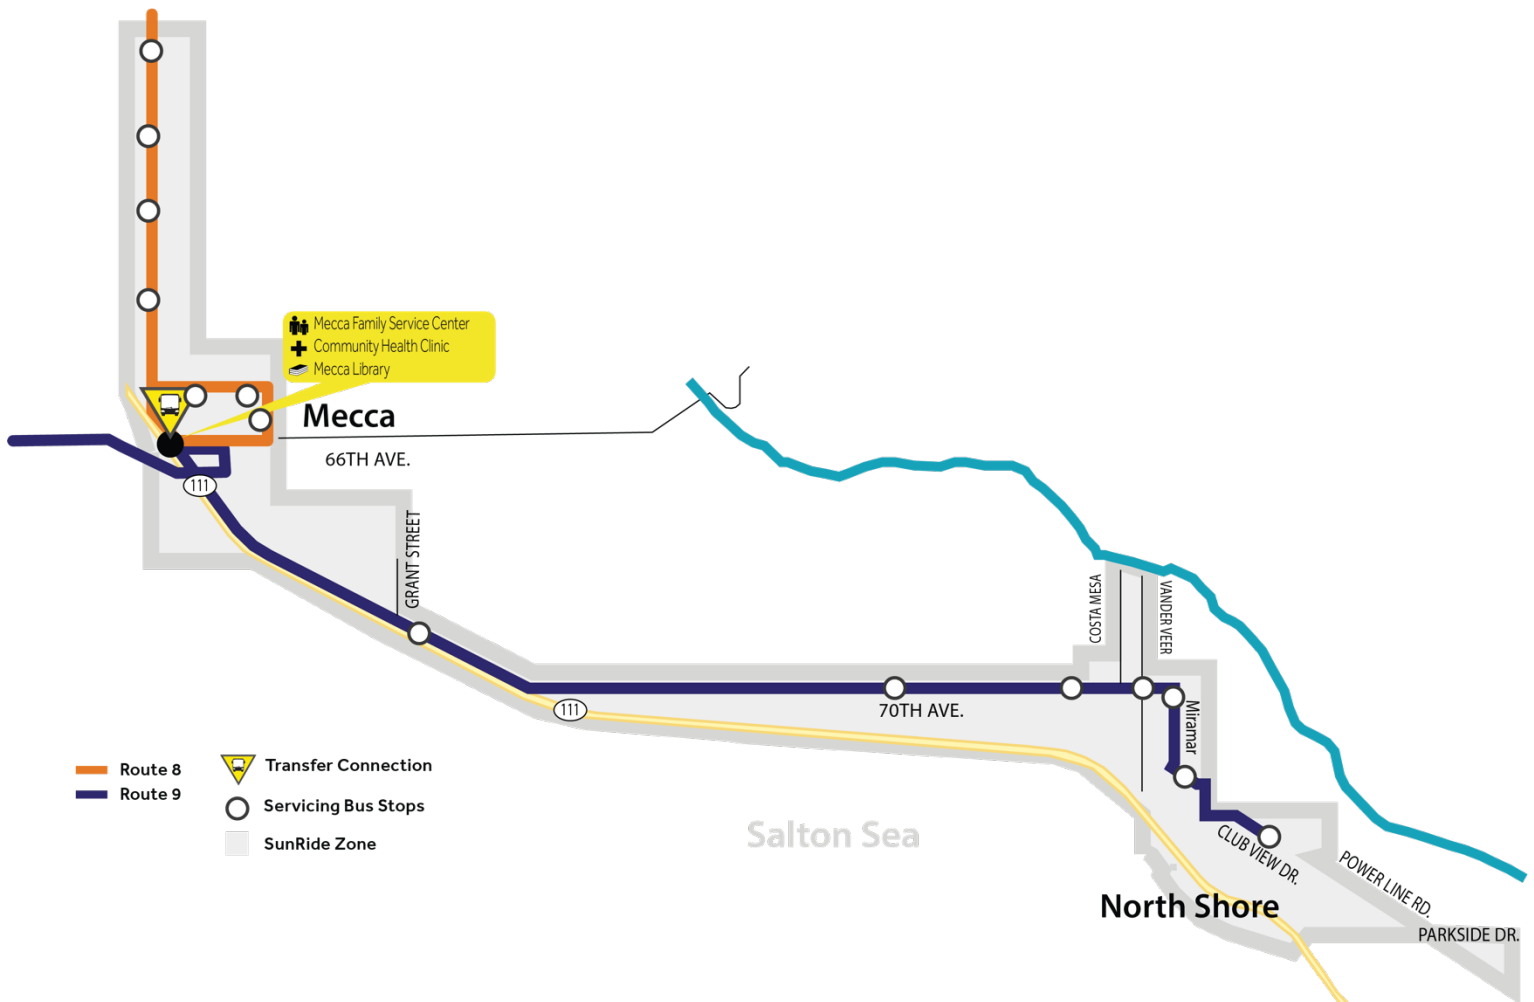 Mecca Family Service Center
Community Health Clinic
Mecca Library
Mecca
66TH AVE.
111
GRANT STREET
COSTA MESA
VANDER VEER
111
70TH AVE.
Miramar
Route 8
Route 9
Transfer Connection
Servicing Bus Stops
SunRide Zone
Salton Sea
CLUB VIEW DR.
POWER LINE RD.
North Shore
PARKSIDE DR.